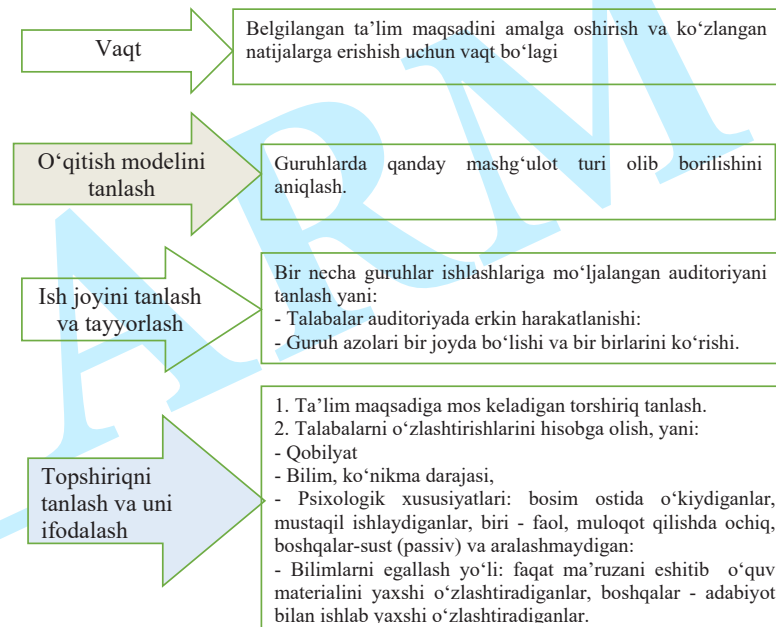 Vaqt
Belgilangan ta’lim maqsadini amalga oshirish va ko‘zlangan
natijalarga erishish uchun vaqt bo‘lagi
O‘qitish modelini
tanlash
Guruhlarda qanday mashg‘ulot turi olib borilishini
aniqlash.
Ish joyini tanlash
va tayyorlash
Bir necha guruhlar ishlashlariga mo‘ljalangan auditoriyani
tanlash yani:
- Talabalar auditoriyada erkin harakatlanishi:
- Guruh azolari bir joyda bo‘lishi va bir birlarini ko‘rishi.
Topshiriqni
tanlash va uni
ifodalash
1. Ta’lim maqsadiga mos keladigan torshiriq tanlash.
2. Talabalarni o‘zlashtirishlarini hisobga olish, yani:
- Qobilyat
- Bilim, ko‘nikma darajasi,
- Psixologik xususiyatlari: bosim ostida o‘kiydiganlar,
mustaqil ishlaydiganlar, biri - faol, muloqot qilishda ochiq,
boshqalar-sust (passiv) va aralashmaydigan:
- Bilimlarni egallash yo‘li: faqat ma’ruzani eshitib o‘quv
materialini yaxshi o‘zlashtiradiganlar, boshqalar - adabiyot
bilan ishlab yaxshi o‘zlashtiradiganlar.
ARM